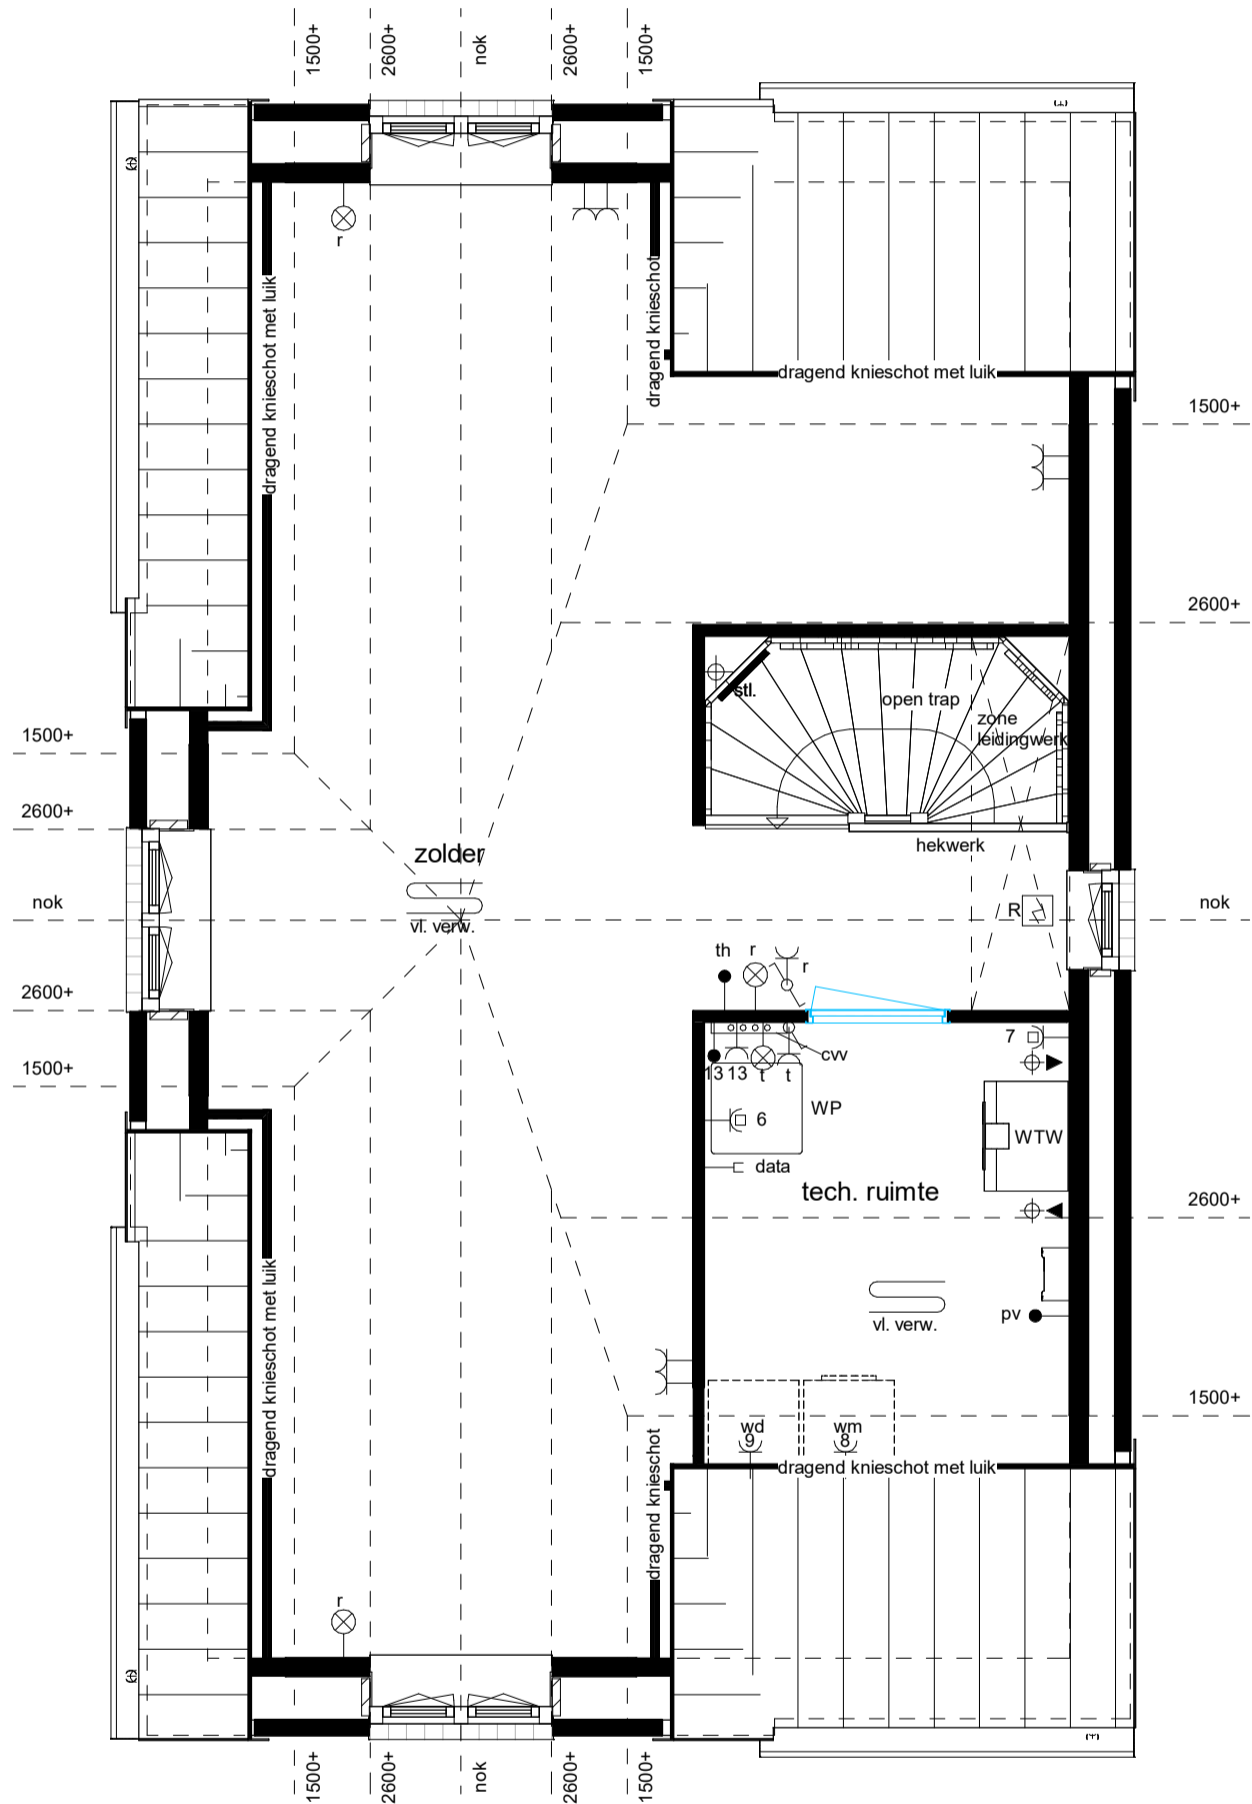 1500+
2600+
nok
2600+
1500+
r
dragend knieschot met luik
dragend knieschot
dragend knieschot met luik
1500+
2600+
stl.
open trap
zone
leidingwerk
hekwerk
1500+
2600+
nok
2600+
1500+
zolder
vl. verw.
R
nok
th
r
r
cvv
13
13
t
t
7
WP
6
data
WTW
tech. ruimte
2600+
vl. verw.
pv
1500+
wd
9
wm
8
dragend knieschot met luik
dragend knieschot met luik
dragend knieschot
r
1500+
2600+
nok
2600+
1500+